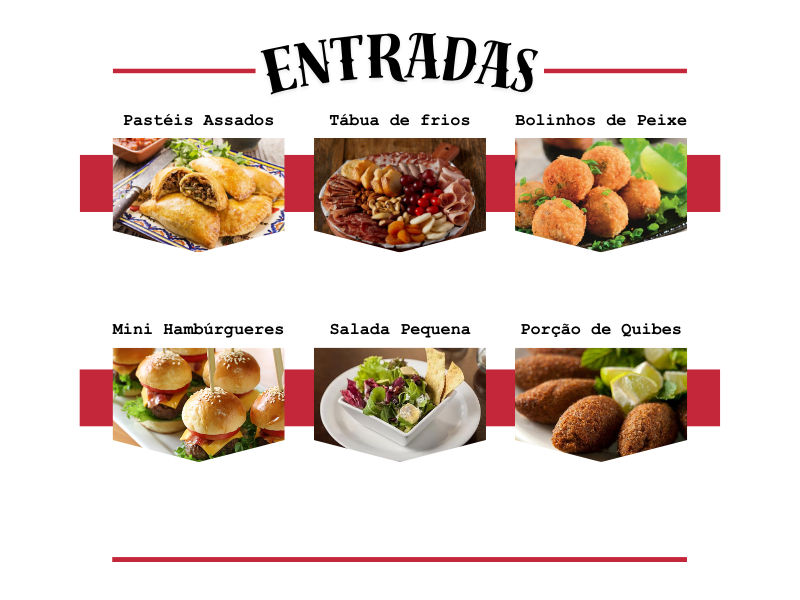 ENTRADAS
Pastéis Assados
Tábua de frios
Bolinhos de Peixe
Mini Hambúrgueres
Salada Pequena
Porção de Quibes